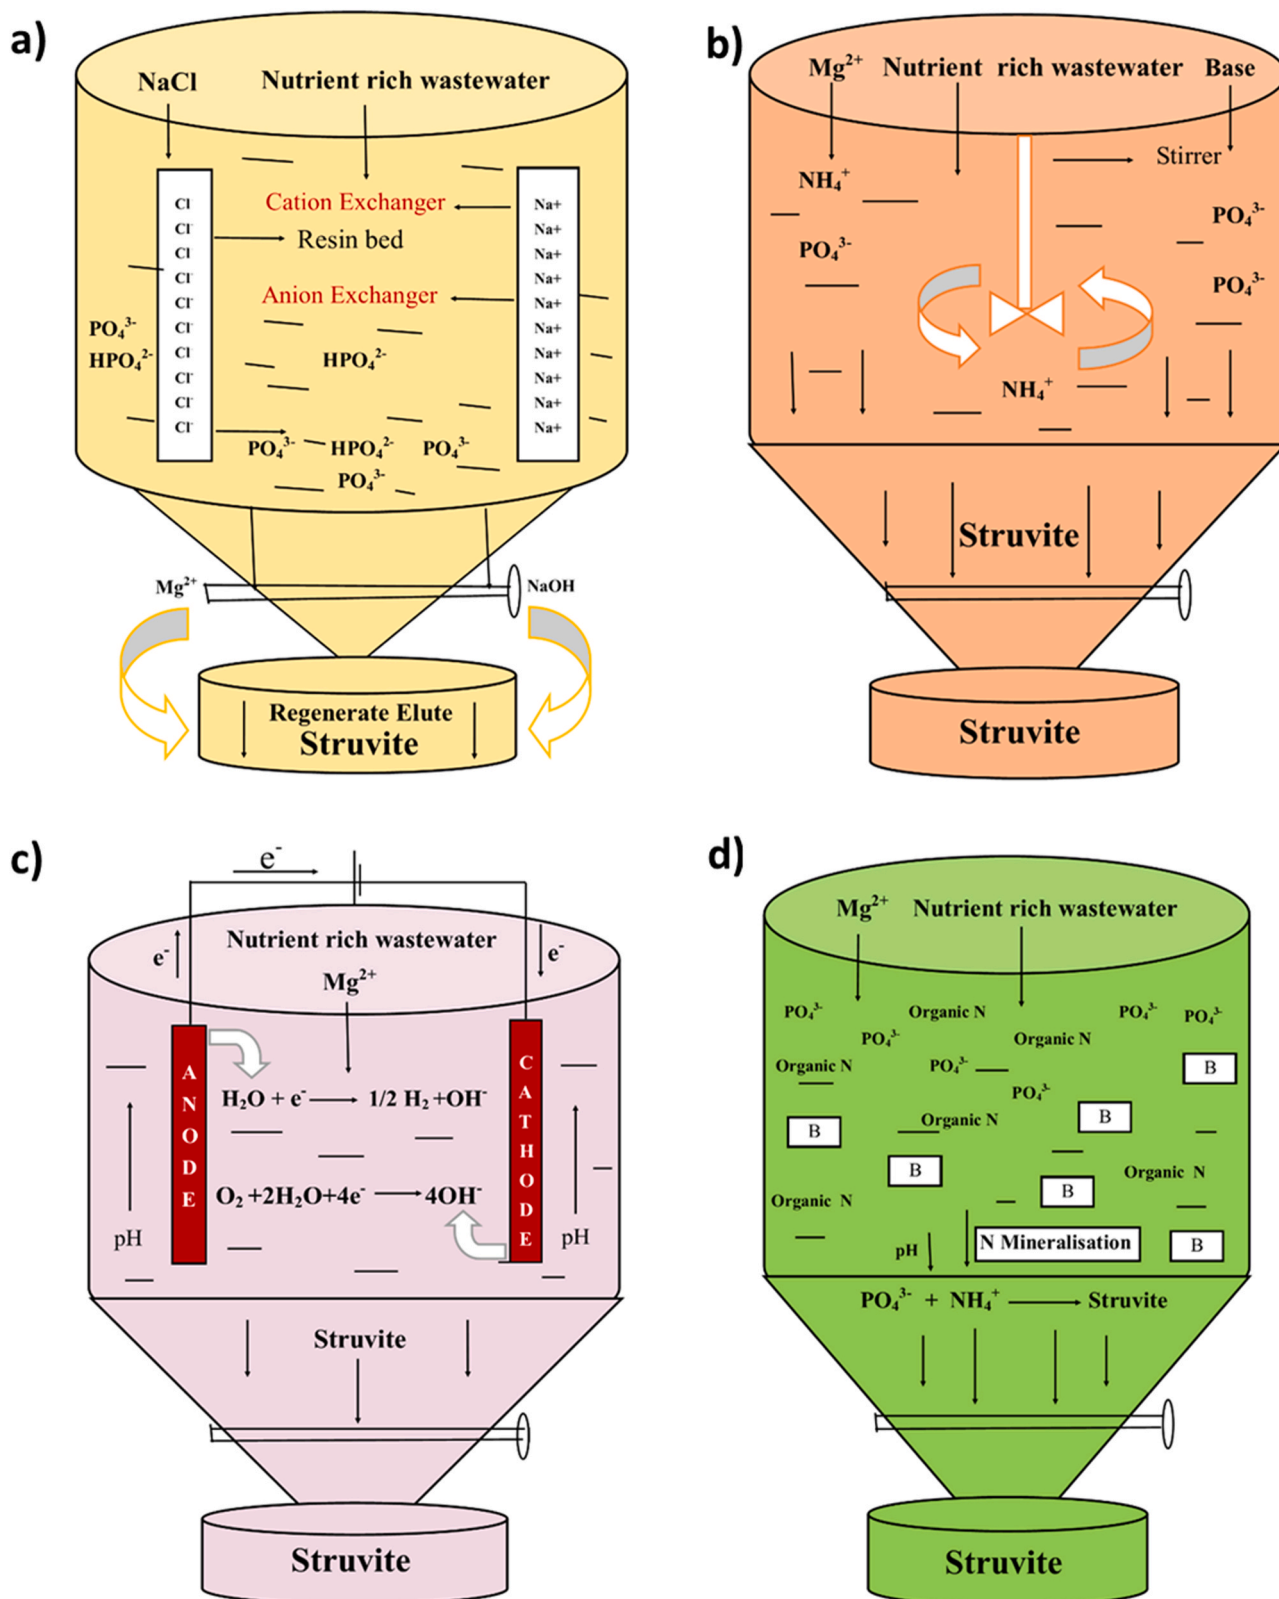 a)
NaCl Nutrient rich wastewater
Cl Cation Exchanger Na+
Cl⁻ Resin bed Na+
Cl Na+
Cl⁻ Na+
Cl⁻ Anion Exchanger Na+
PO₄³⁻ Cl⁻ Na+
HPO₄²⁻ Cl⁻ HPO₄²⁻ Na+
Cl⁻ Na+
Cl⁻ Na+
Cl⁻ Na+
PO₄³⁻ HPO₄²⁻ PO₄³⁻
PO₄³⁻
Mg²⁺ NaOH
Regenerate Elute
Struvite
b)
Mg²⁺ Nutrient rich wastewater Base
Stirrer
NH₄⁺
PO₄³⁻
PO₄³⁻
PO₄³⁻
NH₄⁺
Struvite
Struvite
c)
e⁻
Nutrient rich wastewater
e⁻ e⁻
Mg²⁺
ANODE
CATHODE
H₂O + e⁻ 1/2 H₂ +OH⁻
O₂ +2H₂O+4e⁻ 4OH⁻
pH pH
Struvite
Struvite
d)
Mg²⁺ Nutrient rich wastewater
PO₄³⁻ Organic N PO₄³⁻ PO₄³⁻
PO₄³⁻ Organic N
Organic N PO₄³⁻ B
PO₄³⁻
B Organic N B
B Organic N
Organic N B
pH N Mineralisation B
PO₄³⁻ + NH₄⁺ Struvite
Struvite